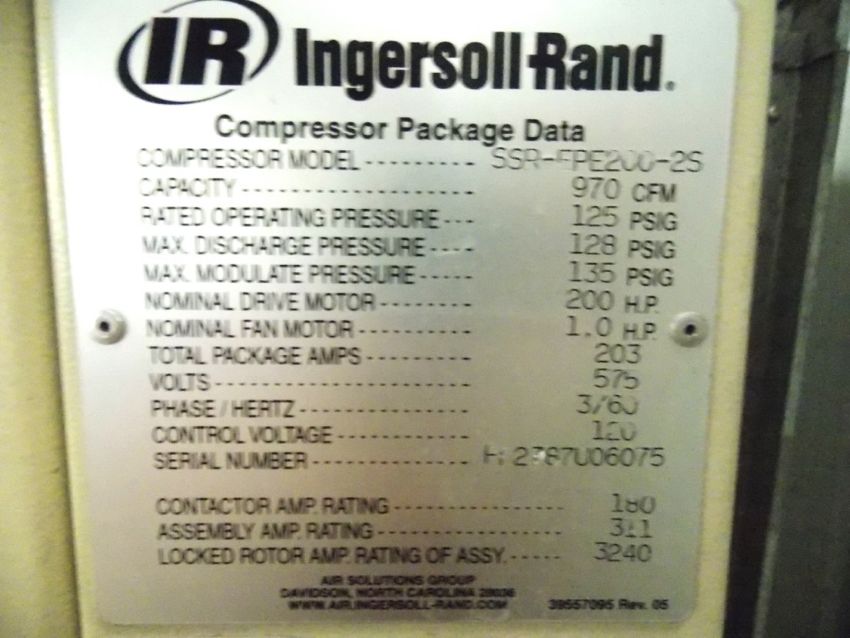 IR Ingersoll-Rand®
Compressor Package Data
COMPRESSOR MODEL ---------- SSR-EPE200-2S
CAPACITY --------------------- 970 CFM
RATED OPERATING PRESSURE --- 125 PSIG
MAX. DISCHARGE PRESSURE ---- 128 PSIG
MAX. MODULATE PRESSURE ----- 135 PSIG
NOMINAL DRIVE MOTOR --------- 200 H.P.
NOMINAL FAN MOTOR ----------- 1.0 H.P.
TOTAL PACKAGE AMPS ---------- 203
VOLTS ------------------------ 575
PHASE / HERTZ ---------------- 3/60
CONTROL VOLTAGE ------------ 120
SERIAL NUMBER ---------------
CONTACTOR AMP. RATING --------------- 180
ASSEMBLY AMP. RATING ---------------- 311
LOCKED ROTOR AMP. RATING OF ASSY. ----- 3240
AIR SOLUTIONS GROUP
DAVIDSON, NORTH CAROLINA 28036
WWW.AIR.INGERSOLL-RAND.COM 39557095 Rev. 05